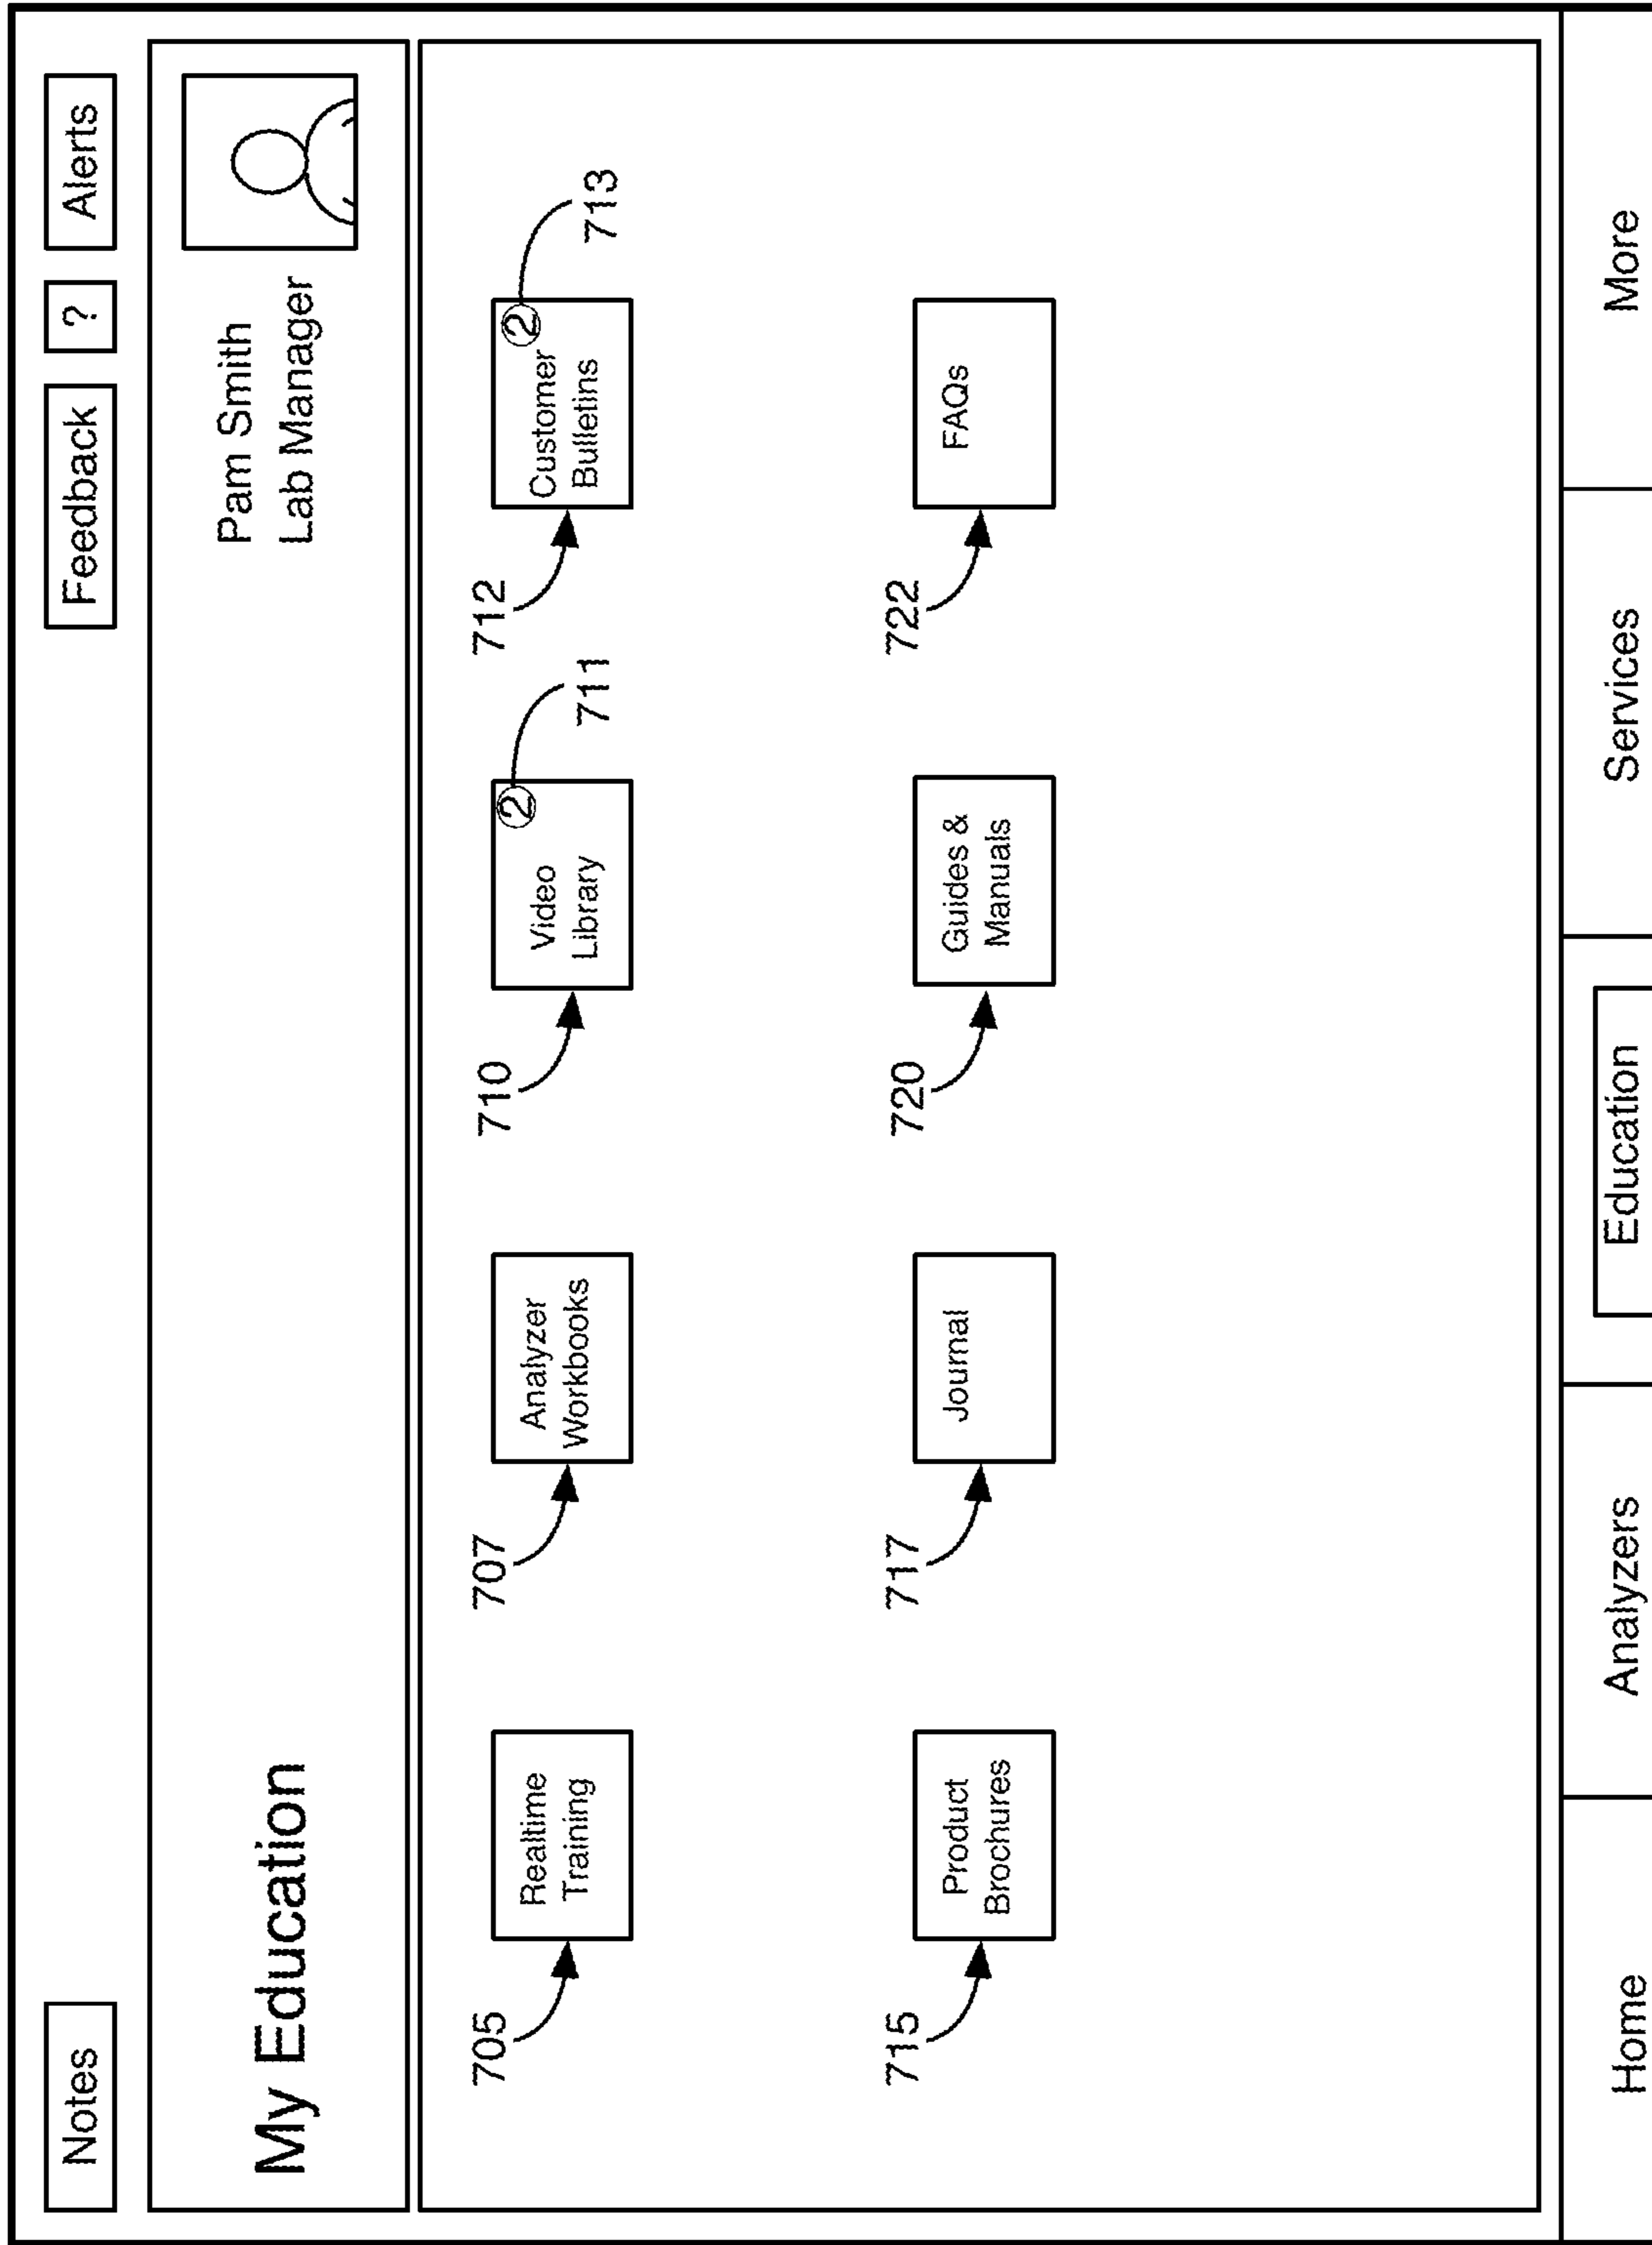 Notes
Feedback
?
Alerts
My Education
Pam Smith
Lab Manager
705
Realtime
Training
707
Analyzer
Workbooks
710
Video
Library
2
711
712
Customer
Bulletins
2
713
715
Product
Brochures
717
Journal
720
Guides &
Manuals
722
FAQs
Home
Analyzers
Education
Services
More